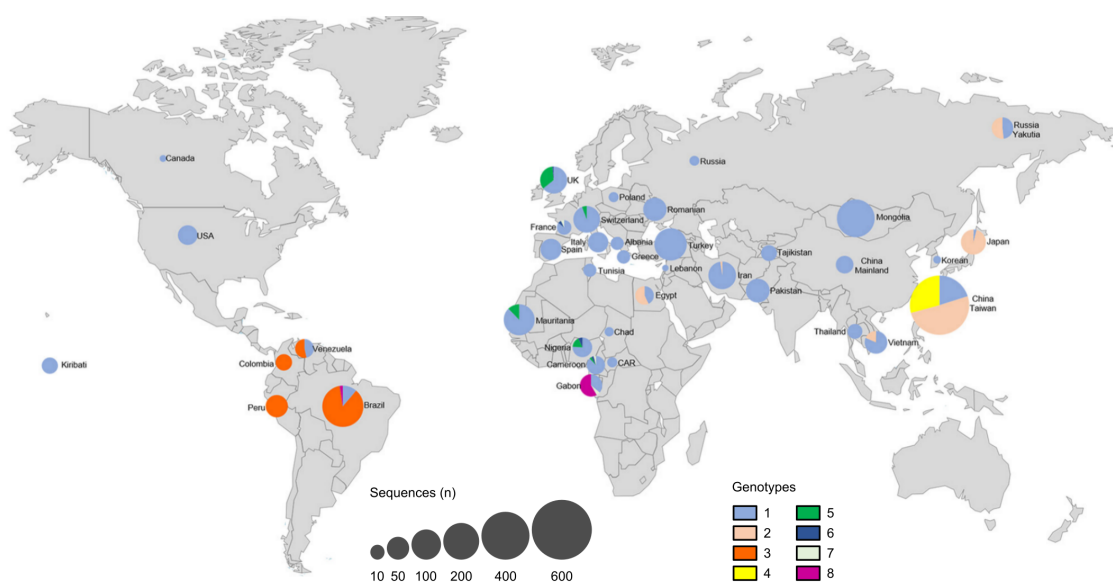 Russia
Yakutia
Canada
Russia
UK
Poland
Romanian
Mongolia
Switzerland
France
USA
Italy
Albania
Turkey
Japan
Spain
Greece
Tajikistan
Korean
China
Mainland
Tunisia
Lebanon
Iran
Pakistan
Egypt
China
Taiwan
Mauritania
Chad
Thailand
Vietnam
Nigeria
Venezuela
Colombia
Cameroon
CAR
Kiribati
Gabon
Peru
Brazil
Sequences (n)
10 50 100 200 400 600
Genotypes
1 5
2 6
3 7
4 8